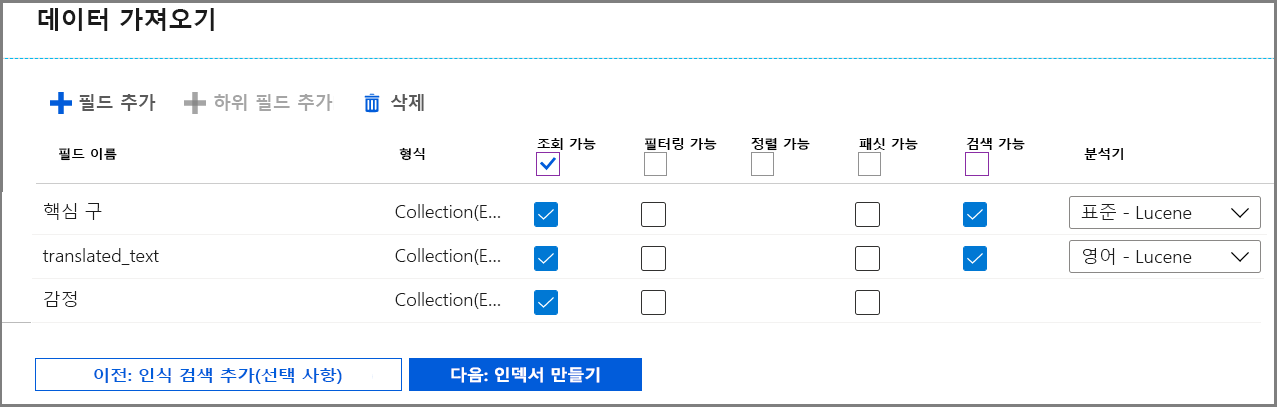 데이터 가져오기
필드 추가 하위 필드 추가 삭제
필드 이름 형식 조회 가능 필터링 가능 정렬 가능 패싯 가능 검색 가능 분석기
핵심 구 Collection(E... 표준 - Lucene
translated_text Collection(E... 영어 - Lucene
감정 Collection(E...
이전: 인식 검색 추가(선택 사항) 다음: 인덱서 만들기